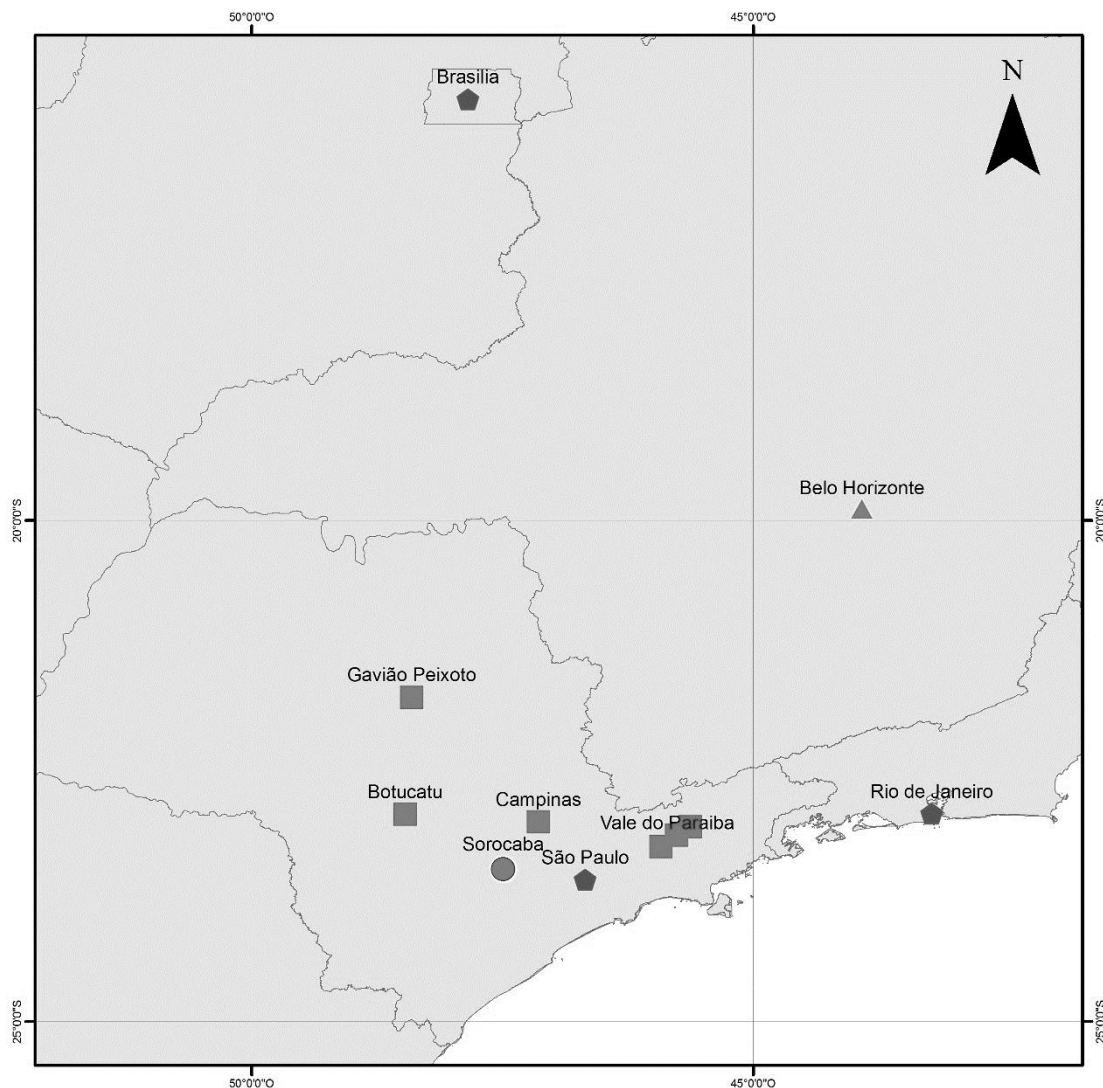 50°0'0"O
45°0'0"O
Brasilia
N
Belo Horizonte
20°0'0"S
20°0'0"S
Gavião Peixoto
Botucatu
Campinas
Rio de Janeiro
Vale do Paraiba
Sorocaba
São Paulo
25°0'0"S
25°0'0"S
50°0'0"O
45°0'0"O